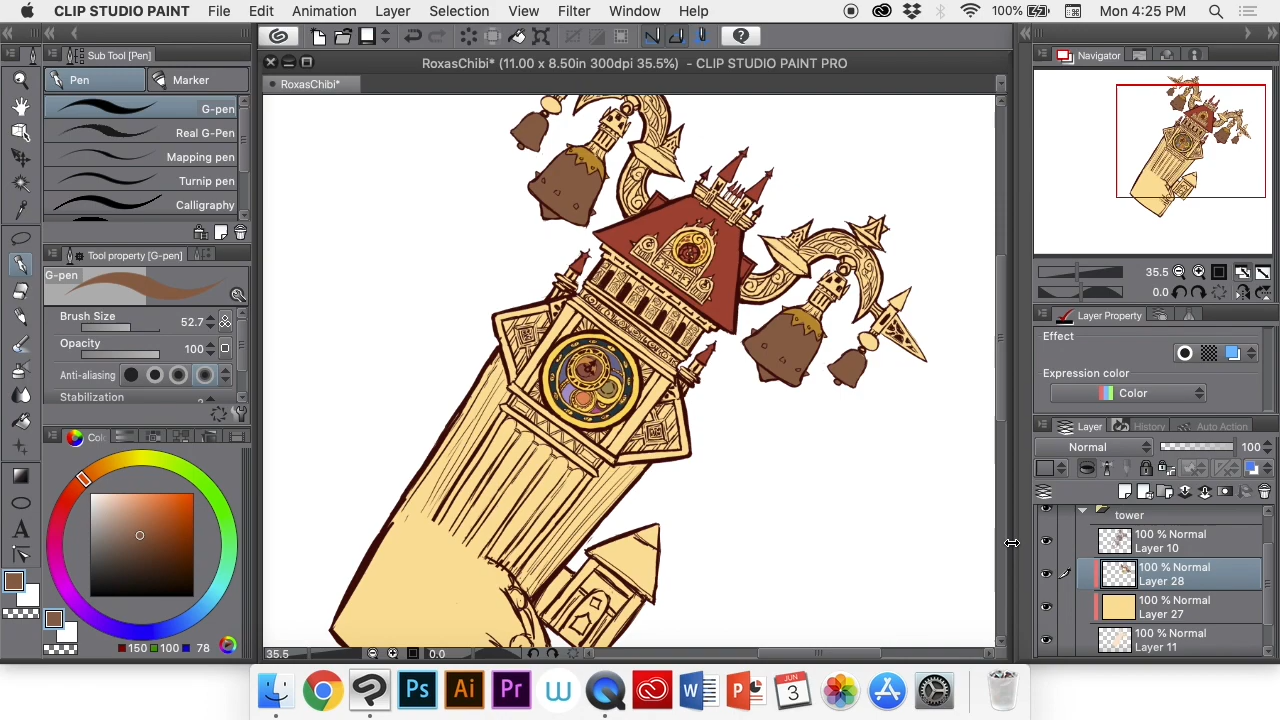 CLIP STUDIO PAINT File Edit Animation Layer Selection View Filter Window Help 100% Mon 4:25 PM
Sub Tool [Pen] Navigator
RoxasChibi* (11.00 x 8.50in 300dpi 35.5%) - CLIP STUDIO PAINT PRO
Pen Marker RoxasChibi*
G-pen
Real G-Pen
Mapping pen
Turnip pen
Calligraphy
Tool property [G-pen]
G-pen 35.5
0.0
Brush Size 52.7 Layer Property
Opacity 100 Effect
Anti-aliasing Expression color
Stabilization Color
Layer History Auto Action
Normal 100
tower
100 % Normal
Layer 10
100 % Normal
Layer 28
100 % Normal
Layer 27
100 % Normal
Layer 11
150 100 78 35.5 0.0
Ps Ai Pr W P JUN 3